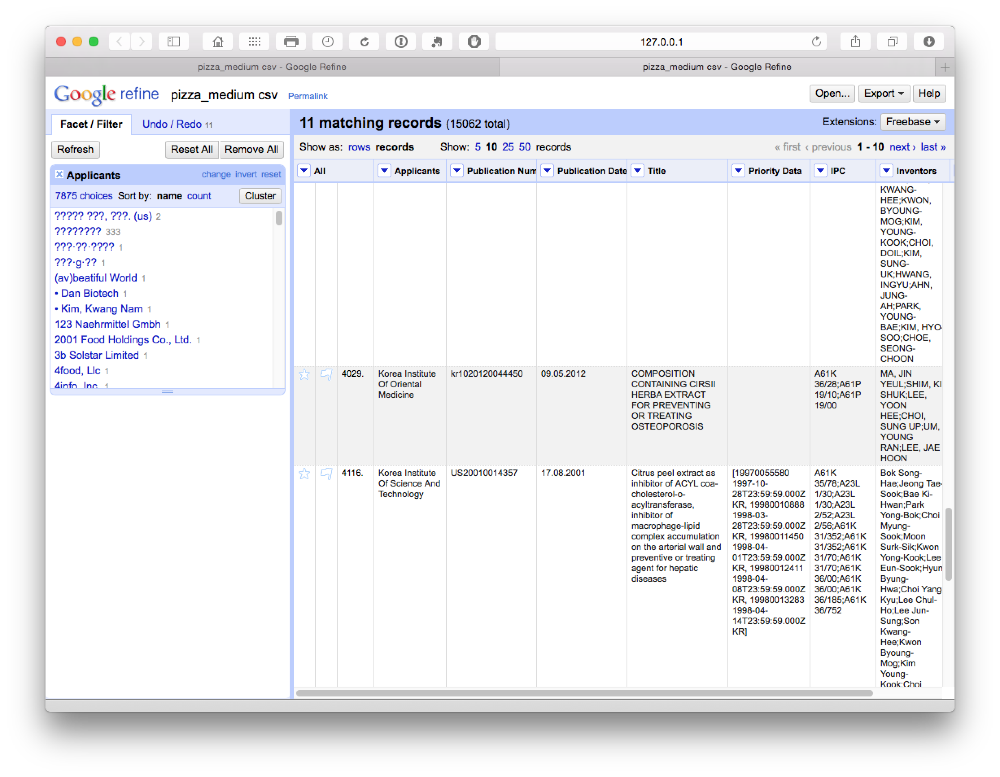 127.0.0.1
pizza_medium csv - Google Refine
pizza_medium csv - Google Refine
Google refine pizza_medium csv Permalink
Open... Export Help
Facet / Filter Undo / Redo 11
Refresh Reset All Remove All
Applicants change invert reset
7875 choices Sort by: name count Cluster
????? ???, ???. (us) 2
???????? 333
???·??·???? 1
???·g·?? 1
(av)beatiful World 1
• Dan Biotech 1
• Kim, Kwang Nam 1
123 Naehrmittel Gmbh 1
2001 Food Holdings Co., Ltd. 1
3b Solstar Limited 1
4food, Llc 1
4info, Inc. 1
11 matching records (15062 total)
Extensions: Freebase
Show as: rows records Show: 5 10 25 50 records
« first ‹ previous 1 - 10 next › last »
All Applicants Publication Num Publication Date Title Priority Data IPC Inventors
KWANG-
HEE;KWON,
BYOUNG-
MOG;KIM,
YOUNG-
KOOK;CHOI,
DOIL;KIM,
SUNG-
UK;HWANG,
INGYU;AHN,
JUNG-
AH;PARK,
YOUNG-
BAE;KIM, HYO-
SOO;CHOE,
SEONG-
CHOON
4029.
Korea Institute
Of Oriental
Medicine
kr1020120044450
09.05.2012
COMPOSITION
CONTAINING CIRSII
HERBA EXTRACT
FOR PREVENTING
OR TREATING
OSTEOPOROSIS
A61K
36/28;A61P
19/10;A61P
19/00
MA, JIN
YEUL;SHIM, KI
SHUK;LEE,
YOON
HEE;CHOI,
SUNG UP;UM,
YOUNG
RAN;LEE, JAE
HOON
4116.
Korea Institute
Of Science And
Technology
US20010014357
17.08.2001
Citrus peel extract as
inhibitor of ACYL coa-
cholesterol-o-
acyltransferase,
inhibitor of
macrophage-lipid
complex accumulation
on the arterial wall and
preventive or treating
agent for hepatic
diseases
[19970055580
1997-10-
28T23:59:59.000Z
KR, 19980010888
1998-03-
28T23:59:59.000Z
KR, 19980011450
1998-04-
01T23:59:59.000Z
KR, 19980012411
1998-04-
08T23:59:59.000Z
KR, 19980013283
1998-04-
14T23:59:59.000Z
KR]
A61K
35/78;A23L
1/30;A23L
1/30;A23L
2/52;A23L
2/56;A61K
31/352;A61K
31/352;A61K
31/70;A61K
31/70;A61K
36/00;A61K
36/00;A61K
36/185;A61K
36/752
Bok Song-
Hae;Jeong Tae-
Sook;Bae Ki-
Hwan;Park
Yong-Bok;Choi
Myung-
Sook;Moon
Surk-Sik;Kwon
Yong-Kook;Lee
Eun-Sook;Hyun
Byung-
Hwa;Choi Yang
Kyu;Lee Chul-
Ho;Lee Jun-
Sung;Son
Kwang-
Hee;Kwon
Byoung-
Mog;Kim
Young-
Kook;Choi